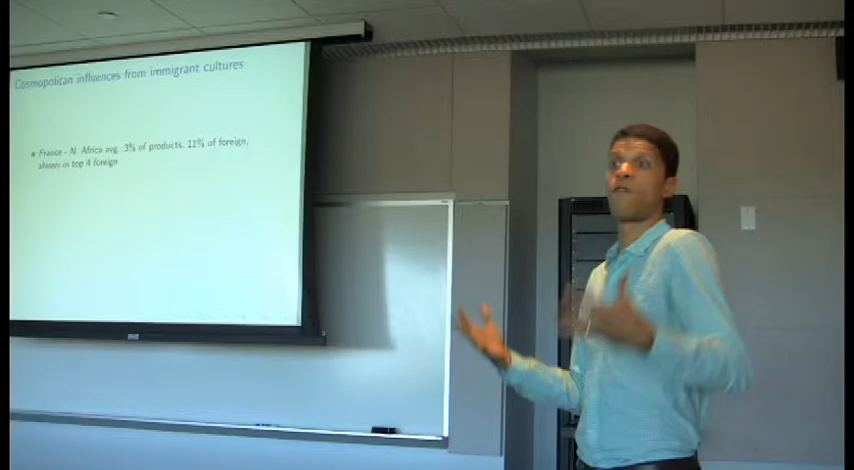 Cosmopolitan influences from immigrant cultures
France - N. Africa avg. 3% of products, 11% of foreign,
always in top 4 foreign